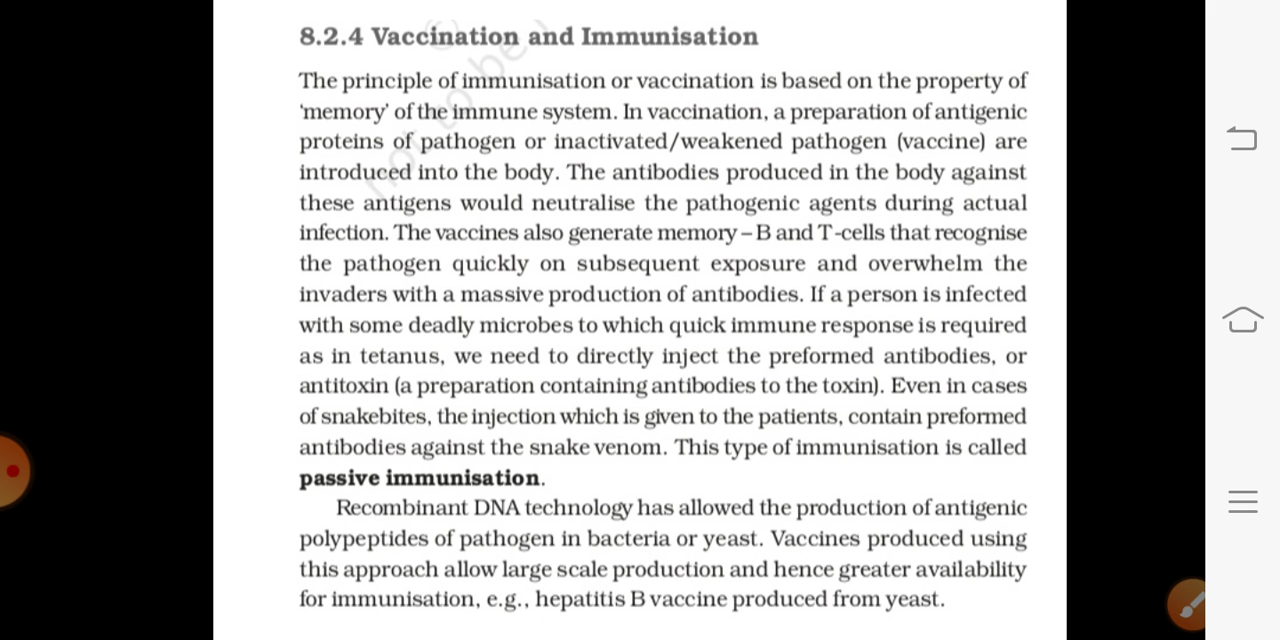 8.2.4 Vaccination and Immunisation
The principle of immunisation or vaccination is based on the property of
‘memory’ of the immune system. In vaccination, a preparation of antigenic
proteins of pathogen or inactivated/weakened pathogen (vaccine) are
introduced into the body. The antibodies produced in the body against
these antigens would neutralise the pathogenic agents during actual
infection. The vaccines also generate memory – B and T-cells that recognise
the pathogen quickly on subsequent exposure and overwhelm the
invaders with a massive production of antibodies. If a person is infected
with some deadly microbes to which quick immune response is required
as in tetanus, we need to directly inject the preformed antibodies, or
antitoxin (a preparation containing antibodies to the toxin). Even in cases
of snakebites, the injection which is given to the patients, contain preformed
antibodies against the snake venom. This type of immunisation is called
passive immunisation.
Recombinant DNA technology has allowed the production of antigenic
polypeptides of pathogen in bacteria or yeast. Vaccines produced using
this approach allow large scale production and hence greater availability
for immunisation, e.g., hepatitis B vaccine produced from yeast.
not to be